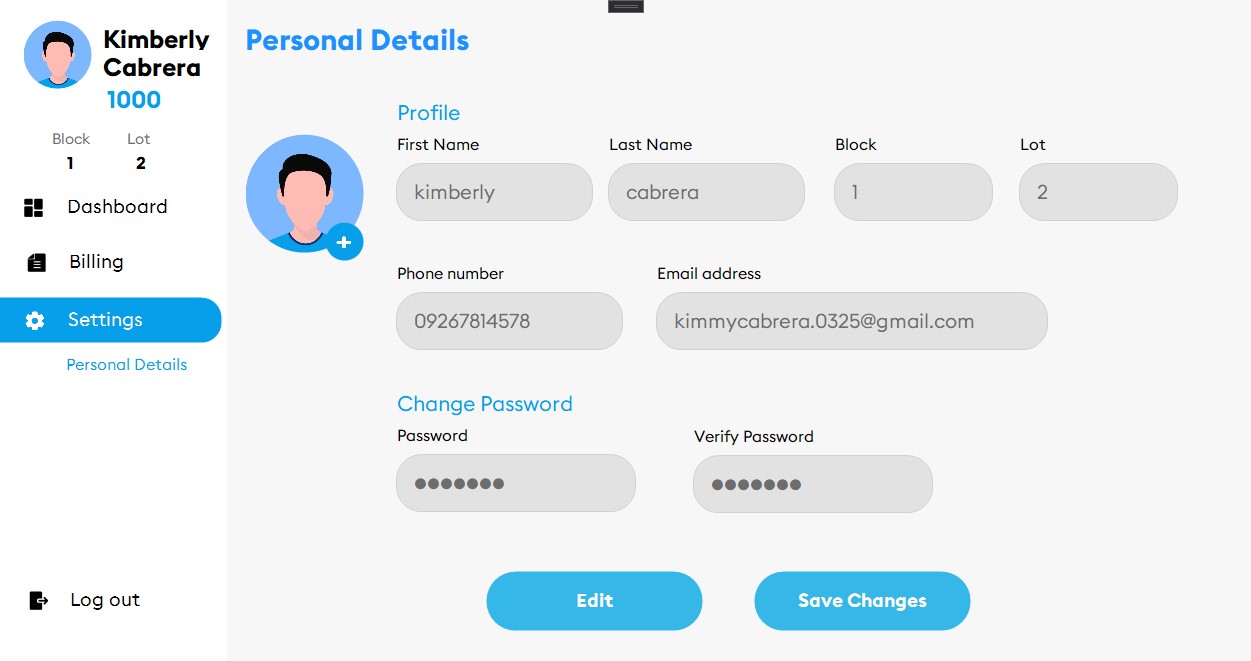 Kimberly
Cabrera
1000
Block Lot
1 2
Dashboard
Billing
Settings
Personal Details
Log out
Personal Details
Profile
First Name Last Name Block Lot
kimberly cabrera 1 2
Phone number Email address
09267814578 kimmycabrera.0325@gmail.com
Change Password
Password Verify Password
●●●●●●● ●●●●●●●
Edit Save Changes